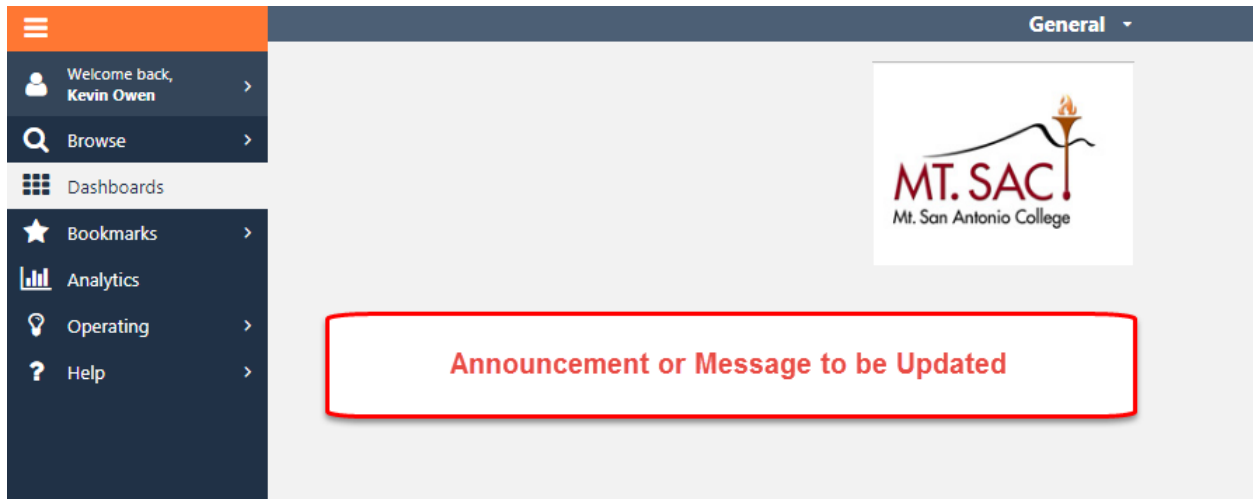 General
Welcome back,
Kevin Owen
Browse
Dashboards
Bookmarks
Analytics
Operating
Help
MT. SAC
Mt. San Antonio College
Announcement or Message to be Updated